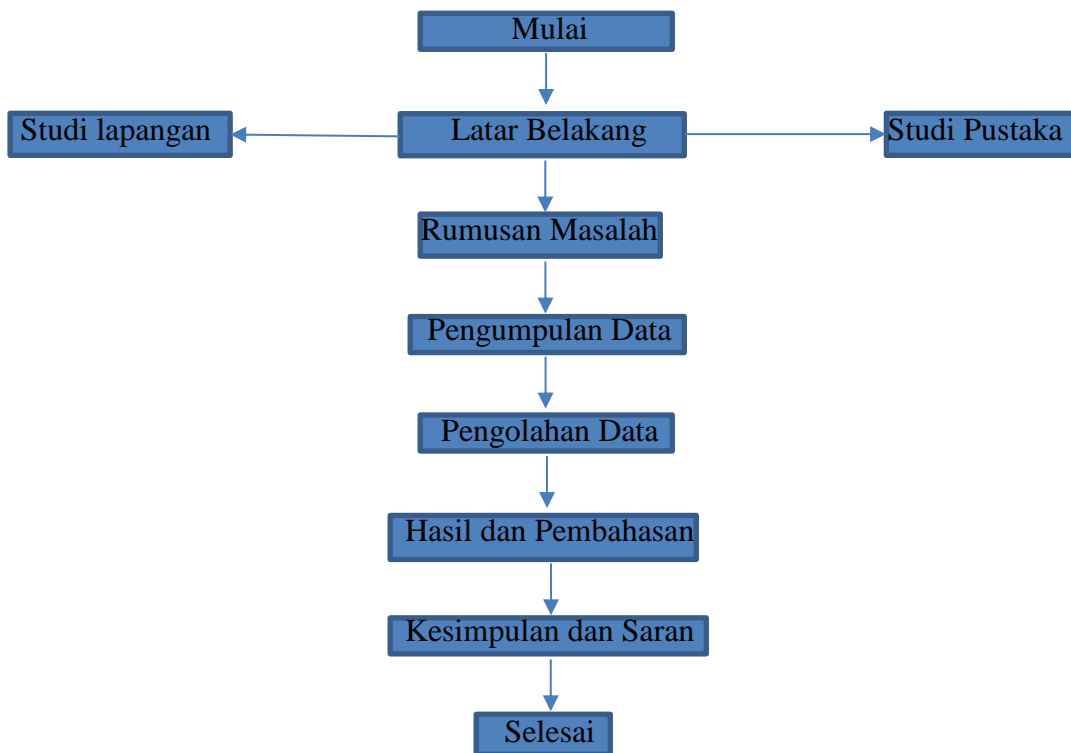 Mulai
Studi lapangan
Latar Belakang
Studi Pustaka
Rumusan Masalah
Pengumpulan Data
Pengolahan Data
Hasil dan Pembahasan
Kesimpulan dan Saran
Selesai